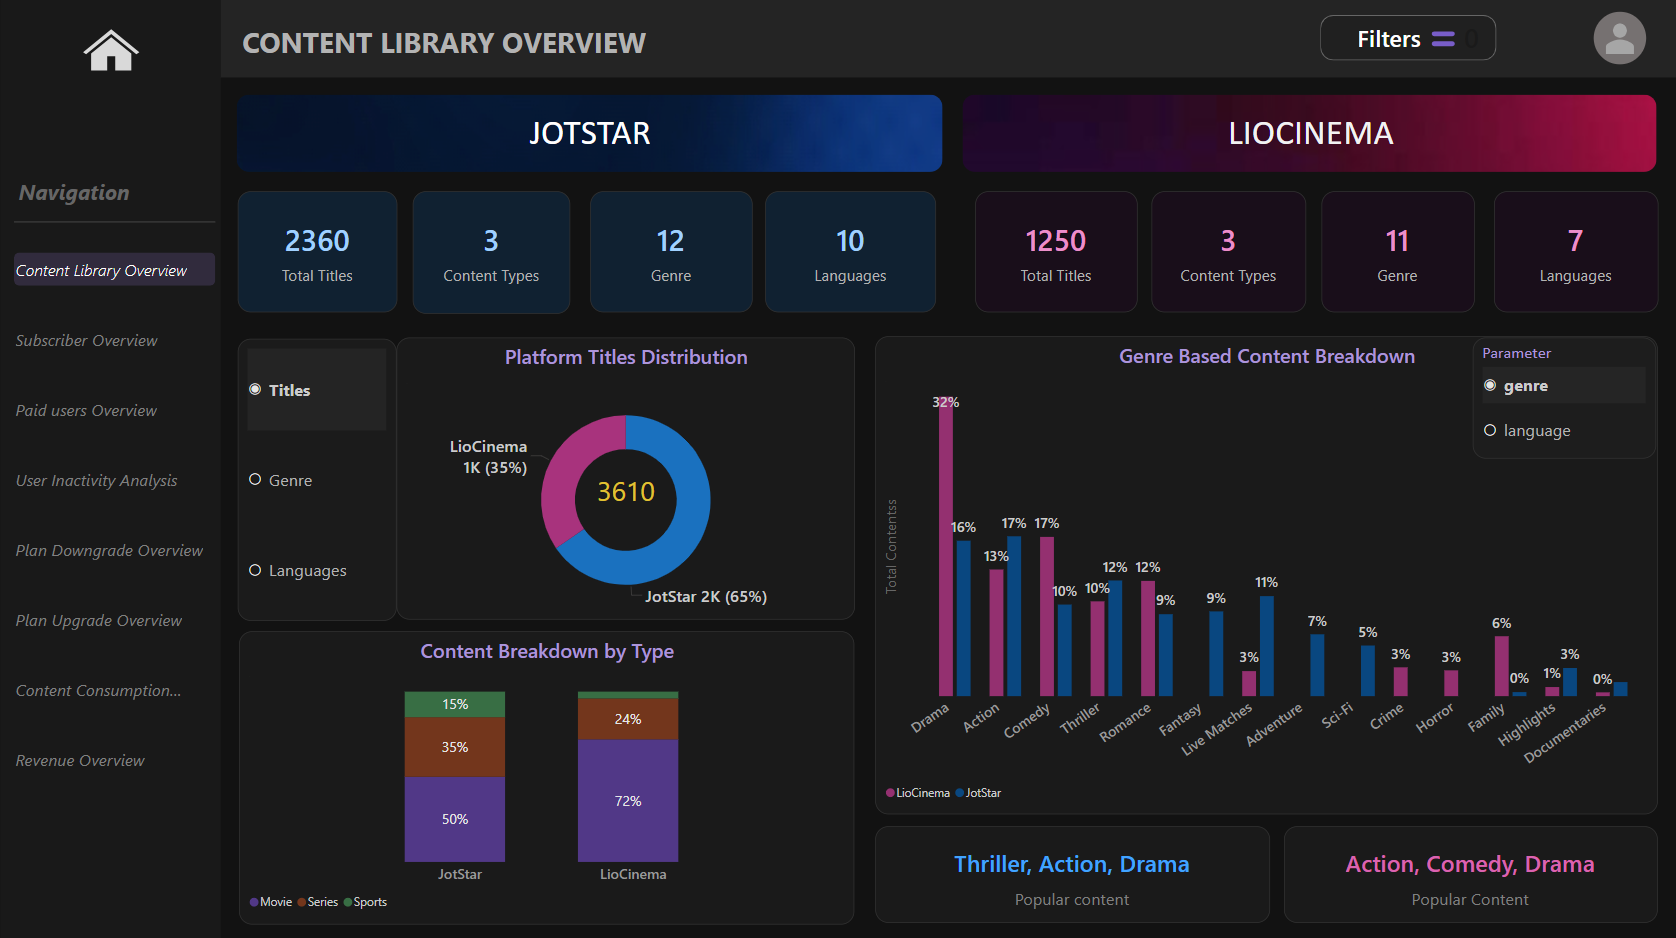 CONTENT LIBRARY OVERVIEW
Filters
0
Navigation
Content Library Overview
Subscriber Overview
Paid users Overview
User Inactivity Analysis
Plan Downgrade Overview
Plan Upgrade Overview
Content Consumption...
Revenue Overview
JOTSTAR
LIOCINEMA
2360
Total Titles
3
Content Types
12
Genre
10
Languages
1250
Total Titles
3
Content Types
11
Genre
7
Languages
Titles
Genre
Languages
Platform Titles Distribution
LioCinema
1K (35%)
3610
JotStar 2K (65%)
Content Breakdown by Type
15%
35%
50%
24%
72%
JotStar
LioCinema
Movie Series Sports
Genre Based Content Breakdown
Parameter
genre
language
Total Contentss
32%
16%
13%
17%
17%
10%
10%
12%
12%
9%
9%
3%
11%
7%
5%
3%
3%
6%
0%
1%
3%
0%
Drama
Action
Comedy
Thriller
Romance
Fantasy
Live Matches
Adventure
Sci-Fi
Crime
Horror
Family
Highlights
Documentaries
LioCinema JotStar
Thriller, Action, Drama
Popular content
Action, Comedy, Drama
Popular Content